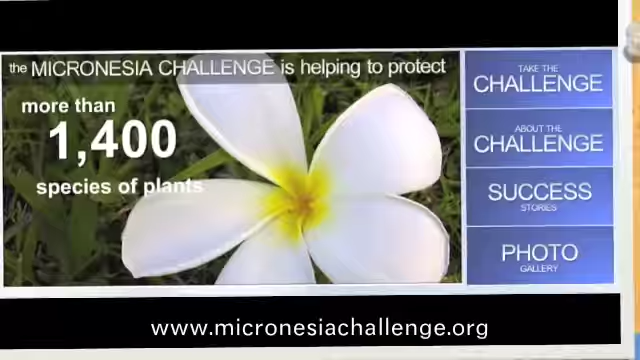 the MICRONESIA CHALLENGE is helping to protect
more than
1,400
species of plants
TAKE THE
CHALLENGE
ABOUT THE
CHALLENGE
SUCCESS
STORIES
PHOTO
GALLERY
www.micronesiachallenge.org